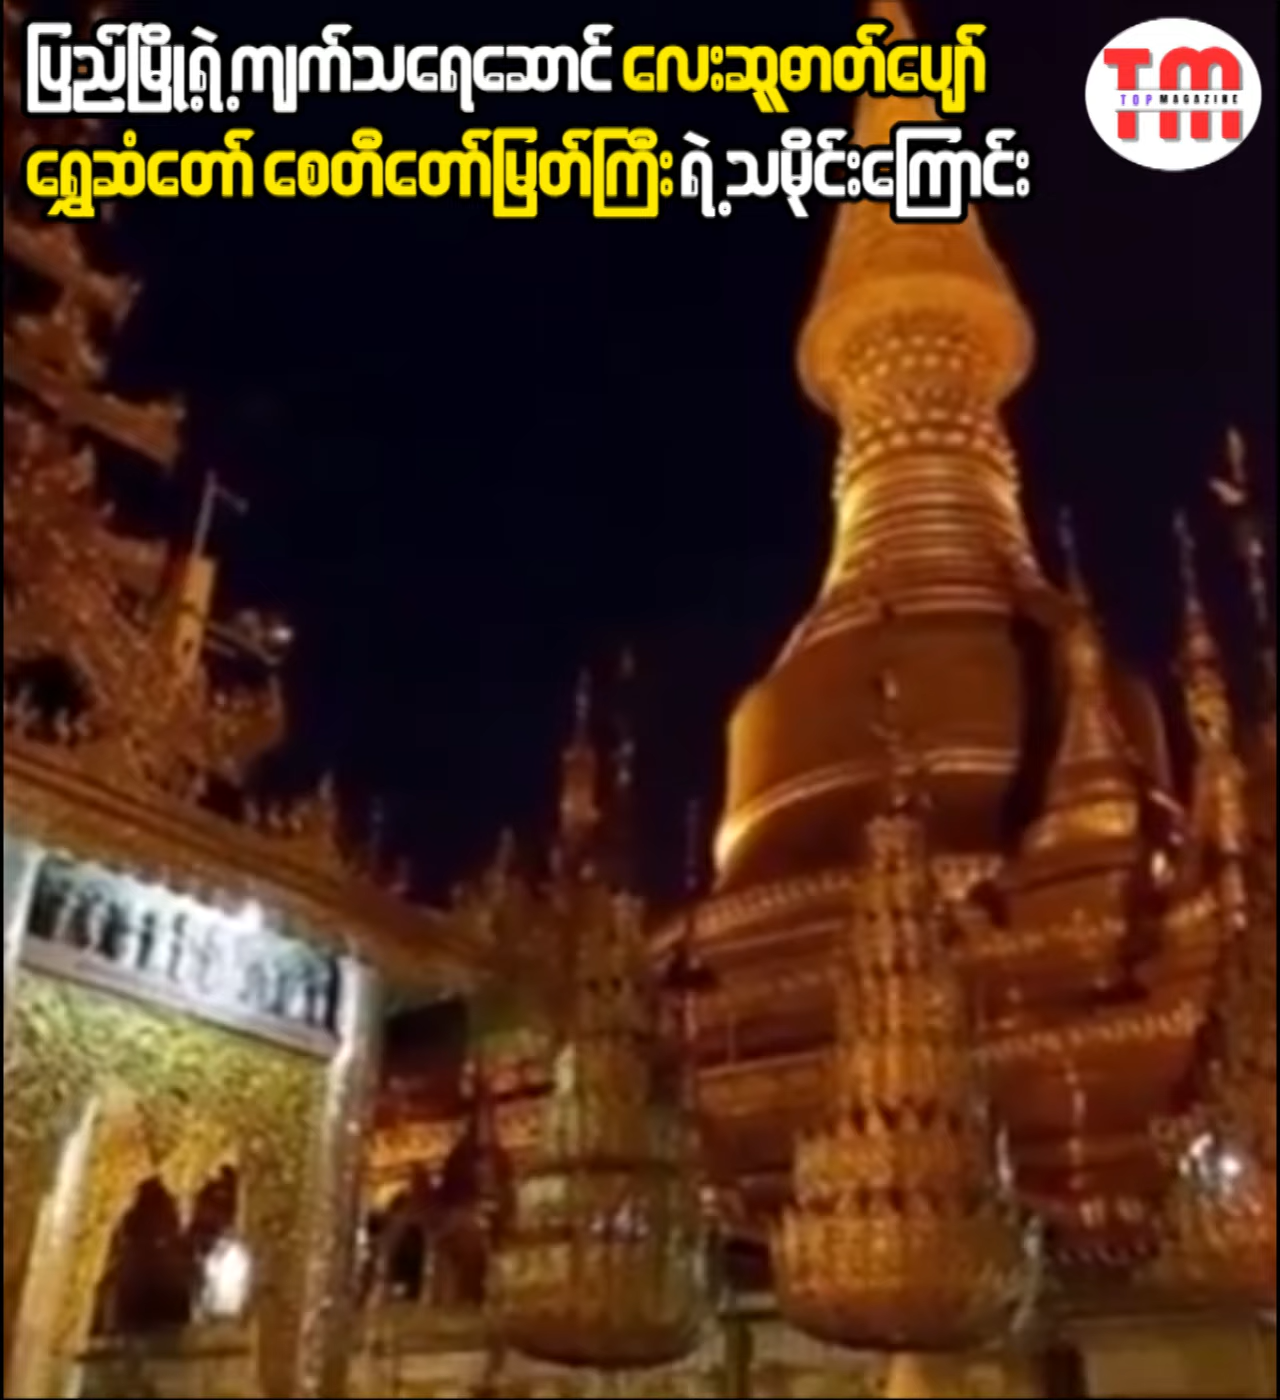 ပြည်မြို့ရဲ့ကျက်သရေဆောင် လေးဆူဓာတ်ပျော်
ရွှေဆံတော် စေတီတော်မြတ်ကြီး ရဲ့သမိုင်းကြောင်း
TM
TOP MAGAZINE